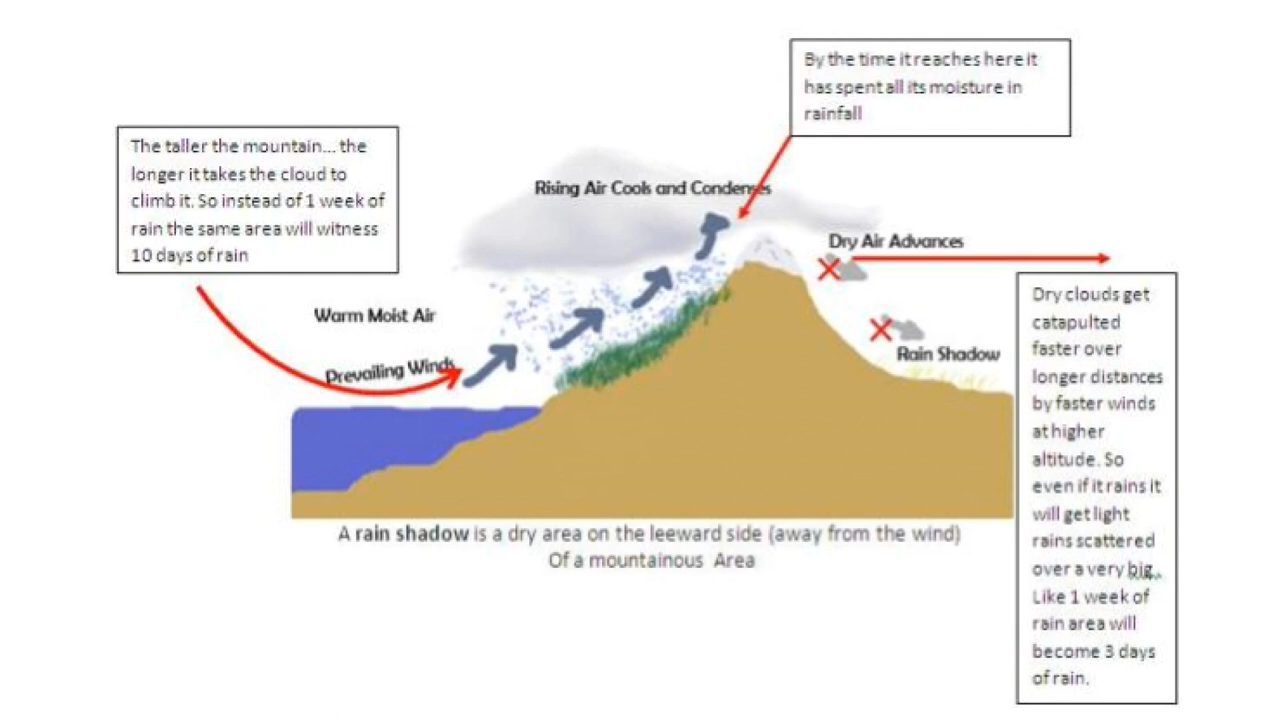 By the time it reaches here it
has spent all its moisture in
rainfall
The taller the mountain... the
longer it takes the cloud to
climb it. So instead of 1 week of
rain the same area will witness
10 days of rain
Rising Air Cools and Condenses
Dry Air Advances
Warm Moist Air
Prevailing Winds
Rain Shadow
Dry clouds get
catapulted
faster over
longer distances
by faster winds
at higher
altitude. So
even if it rains it
will get light
rains scattered
over a very big.
Like 1 week of
rain area will
become 3 days
of rain.
A rain shadow is a dry area on the leeward side (away from the wind)
Of a mountainous Area